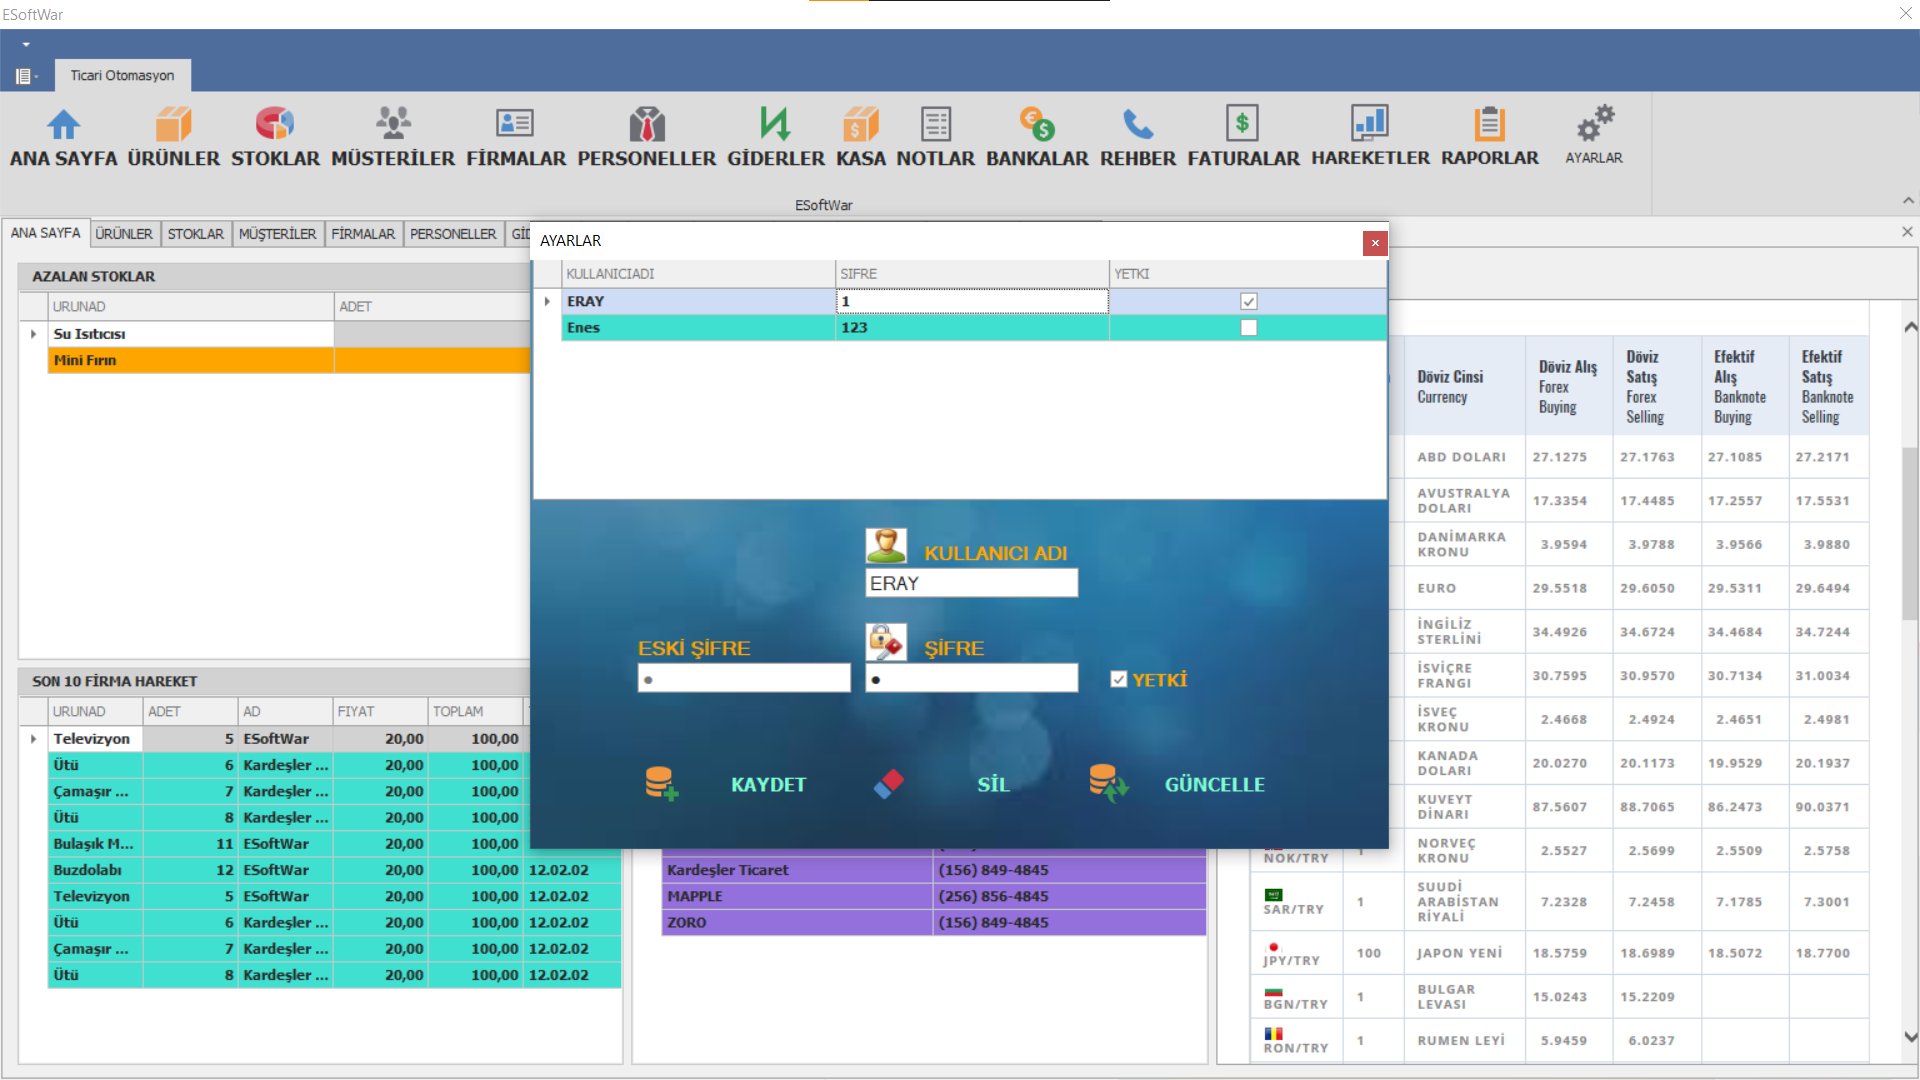 ESoftWar
Ticari Otomasyon
ANA SAYFA ÜRÜNLER STOKLAR MÜSTERİLER FİRMALAR PERSONELLER GİDERLER KASA NOTLAR BANKALAR REHBER FATURALAR HAREKETLER RAPORLAR AYARLAR
ESoftWar
ANA SAYFA ÜRÜNLER STOKLAR MÜŞTERİLER FİRMALAR PERSONELLER
AZALAN STOKLAR
URUNAD ADET
Su Isıtıcısı
Mini Fırın
SON 10 FİRMA HAREKET
URUNAD ADET AD FIYAT TOPLAM
Televizyon 5 ESoftWar 20,00 100,00
Ütü 6 Kardeşler ... 20,00 100,00
Çamaşır ... 7 Kardeşler ... 20,00 100,00
Ütü 8 Kardeşler ... 20,00 100,00
Bulaşık M... 11 ESoftWar 20,00 100,00
Buzdolabı 12 ESoftWar 20,00 100,00 12.02.02
Televizyon 5 ESoftWar 20,00 100,00 12.02.02
Ütü 6 Kardeşler ... 20,00 100,00 12.02.02
Çamaşır ... 7 Kardeşler ... 20,00 100,00 12.02.02
Ütü 8 Kardeşler ... 20,00 100,00 12.02.02
AYARLAR
KULLANICIADI SIFRE YETKI
ERAY 1
Enes 123
KULLANICI ADI
ERAY
ESKİ ŞİFRE ŞİFRE
YETKİ
KAYDET SİL GÜNCELLE
Kardeşler Ticaret (156) 849-4845
MAPPLE (256) 856-4845
ZORO (156) 849-4845
Döviz Cinsi
Currency
Döviz Alış
Forex
Buying
Döviz
Satış
Forex
Selling
Efektif
Alış
Banknote
Buying
Efektif
Satış
Banknote
Selling
ABD DOLARI 27.1275 27.1763 27.1085 27.2171
AVUSTRALYA
DOLARI 17.3354 17.4485 17.2557 17.5531
DANİMARKA
KRONU 3.9594 3.9788 3.9566 3.9880
EURO 29.5518 29.6050 29.5311 29.6494
İNGİLİZ
STERLİNİ 34.4926 34.6724 34.4684 34.7244
İSVİÇRE
FRANGI 30.7595 30.9570 30.7134 31.0034
İSVEÇ
KRONU 2.4668 2.4924 2.4651 2.4981
KANADA
DOLARI 20.0270 20.1173 19.9529 20.1937
KUVEYT
DİNARI 87.5607 88.7065 86.2473 90.0371
NOK/TRY 1 NORVEÇ
KRONU 2.5527 2.5699 2.5509 2.5758
SAR/TRY 1 SUUDİ
ARABİSTAN
RİYALİ 7.2328 7.2458 7.1785 7.3001
JPY/TRY 100 JAPON YENİ 18.5759 18.6989 18.5072 18.7700
BGN/TRY 1 BULGAR
LEVASI 15.0243 15.2209
RON/TRY 1 RUMEN LEYİ 5.9459 6.0237